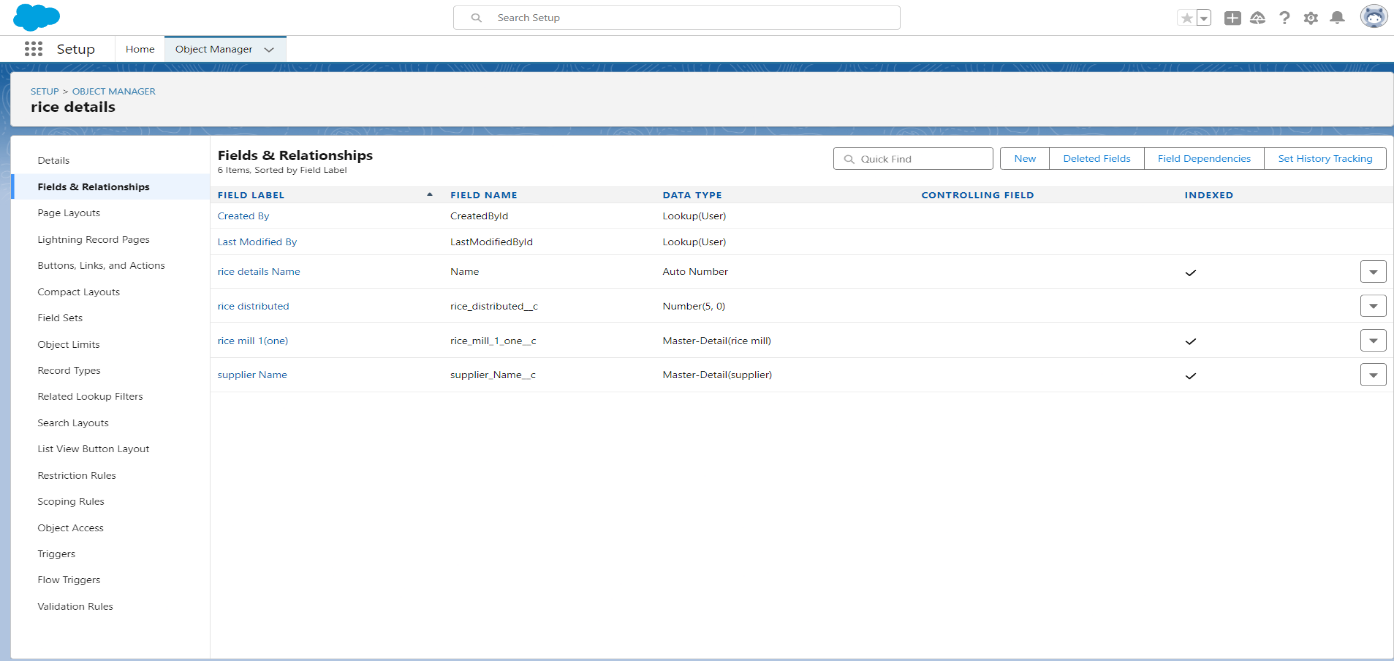 Search Setup
Setup Home Object Manager
SETUP > OBJECT MANAGER
rice details
Details
Fields & Relationships
Page Layouts
Lightning Record Pages
Buttons, Links, and Actions
Compact Layouts
Field Sets
Object Limits
Record Types
Related Lookup Filters
Search Layouts
List View Button Layout
Restriction Rules
Scoping Rules
Object Access
Triggers
Flow Triggers
Validation Rules
Fields & Relationships
6 Items, Sorted by Field Label
Quick Find New Deleted Fields Field Dependencies Set History Tracking
FIELD LABEL FIELD NAME DATA TYPE CONTROLLING FIELD INDEXED
Created By CreatedById Lookup(User)
Last Modified By LastModifiedById Lookup(User)
rice details Name Name Auto Number
rice distributed rice_distributed__c Number(5, 0)
rice mill 1(one) rice_mill_1_one__c Master-Detail(rice mill)
supplier Name supplier_Name__c Master-Detail(supplier)